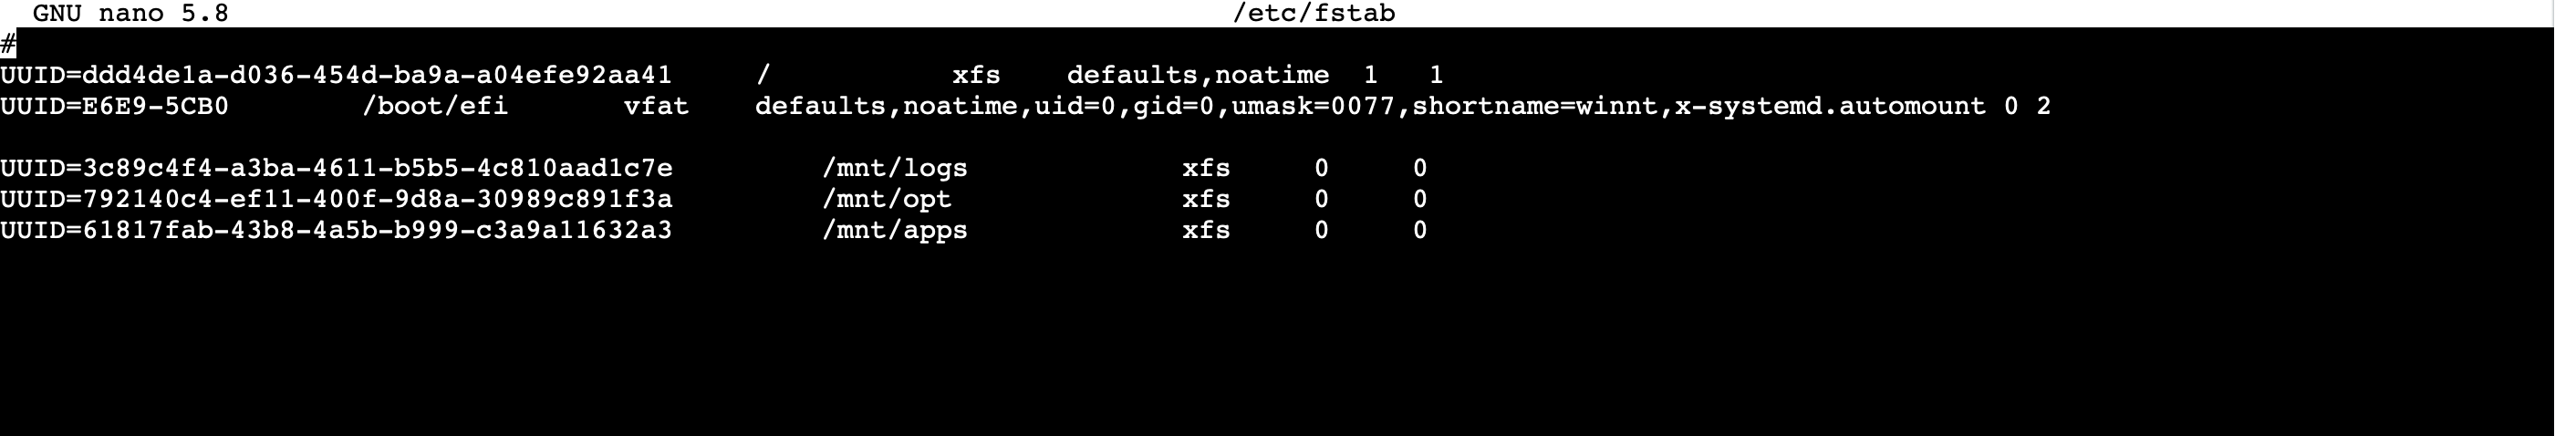 GNU nano 5.8 /etc/fstab
#
UUID=ddd4de1a-d036-454d-ba9a-a04efe92aa41 / xfs defaults,noatime 1 1
UUID=E6E9-5CB0 /boot/efi vfat defaults,noatime,uid=0,gid=0,umask=0077,shortname=winnt,x-systemd.automount 0 2
UUID=3c89c4f4-a3ba-4611-b5b5-4c810aad1c7e /mnt/logs xfs 0 0
UUID=792140c4-ef11-400f-9d8a-30989c891f3a /mnt/opt xfs 0 0
UUID=61817fab-43b8-4a5b-b999-c3a9a11632a3 /mnt/apps xfs 0 0